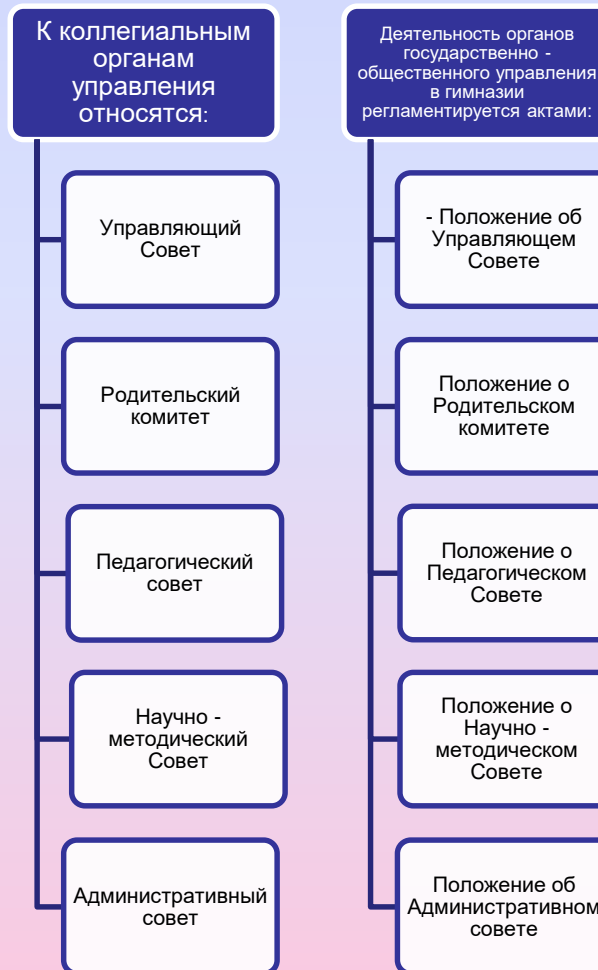 К коллегиальным
органам
управления
относятся:
Управляющий
Совет
Родительский
комитет
Педагогический
совет
Научно -
методический
Совет
Административный
совет
Деятельность органов
государственно -
общественного управления
в гимназии
регламентируется актами:
- Положение об
Управляющем
Совете
Положение о
Родительском
комитете
Положение о
Педагогическом
Совете
Положение о
Научно -
методическом
Совете
Положение об
Административном
совете